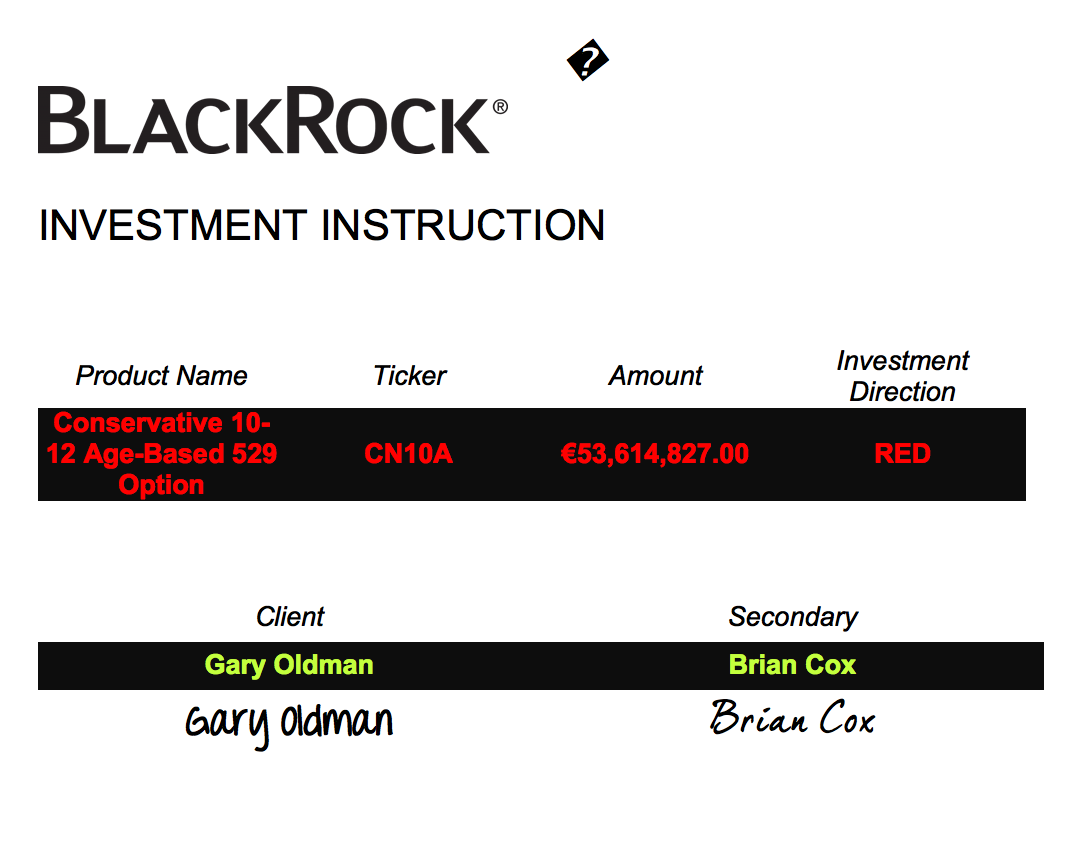 �
BLACKROCK®
INVESTMENT INSTRUCTION
Product Name Ticker Amount Investment Direction
Conservative 10-
12 Age-Based 529 CN10A €53,614,827.00 RED
Option
Client Secondary
Gary Oldman Brian Cox
Gary Oldman Brian Cox